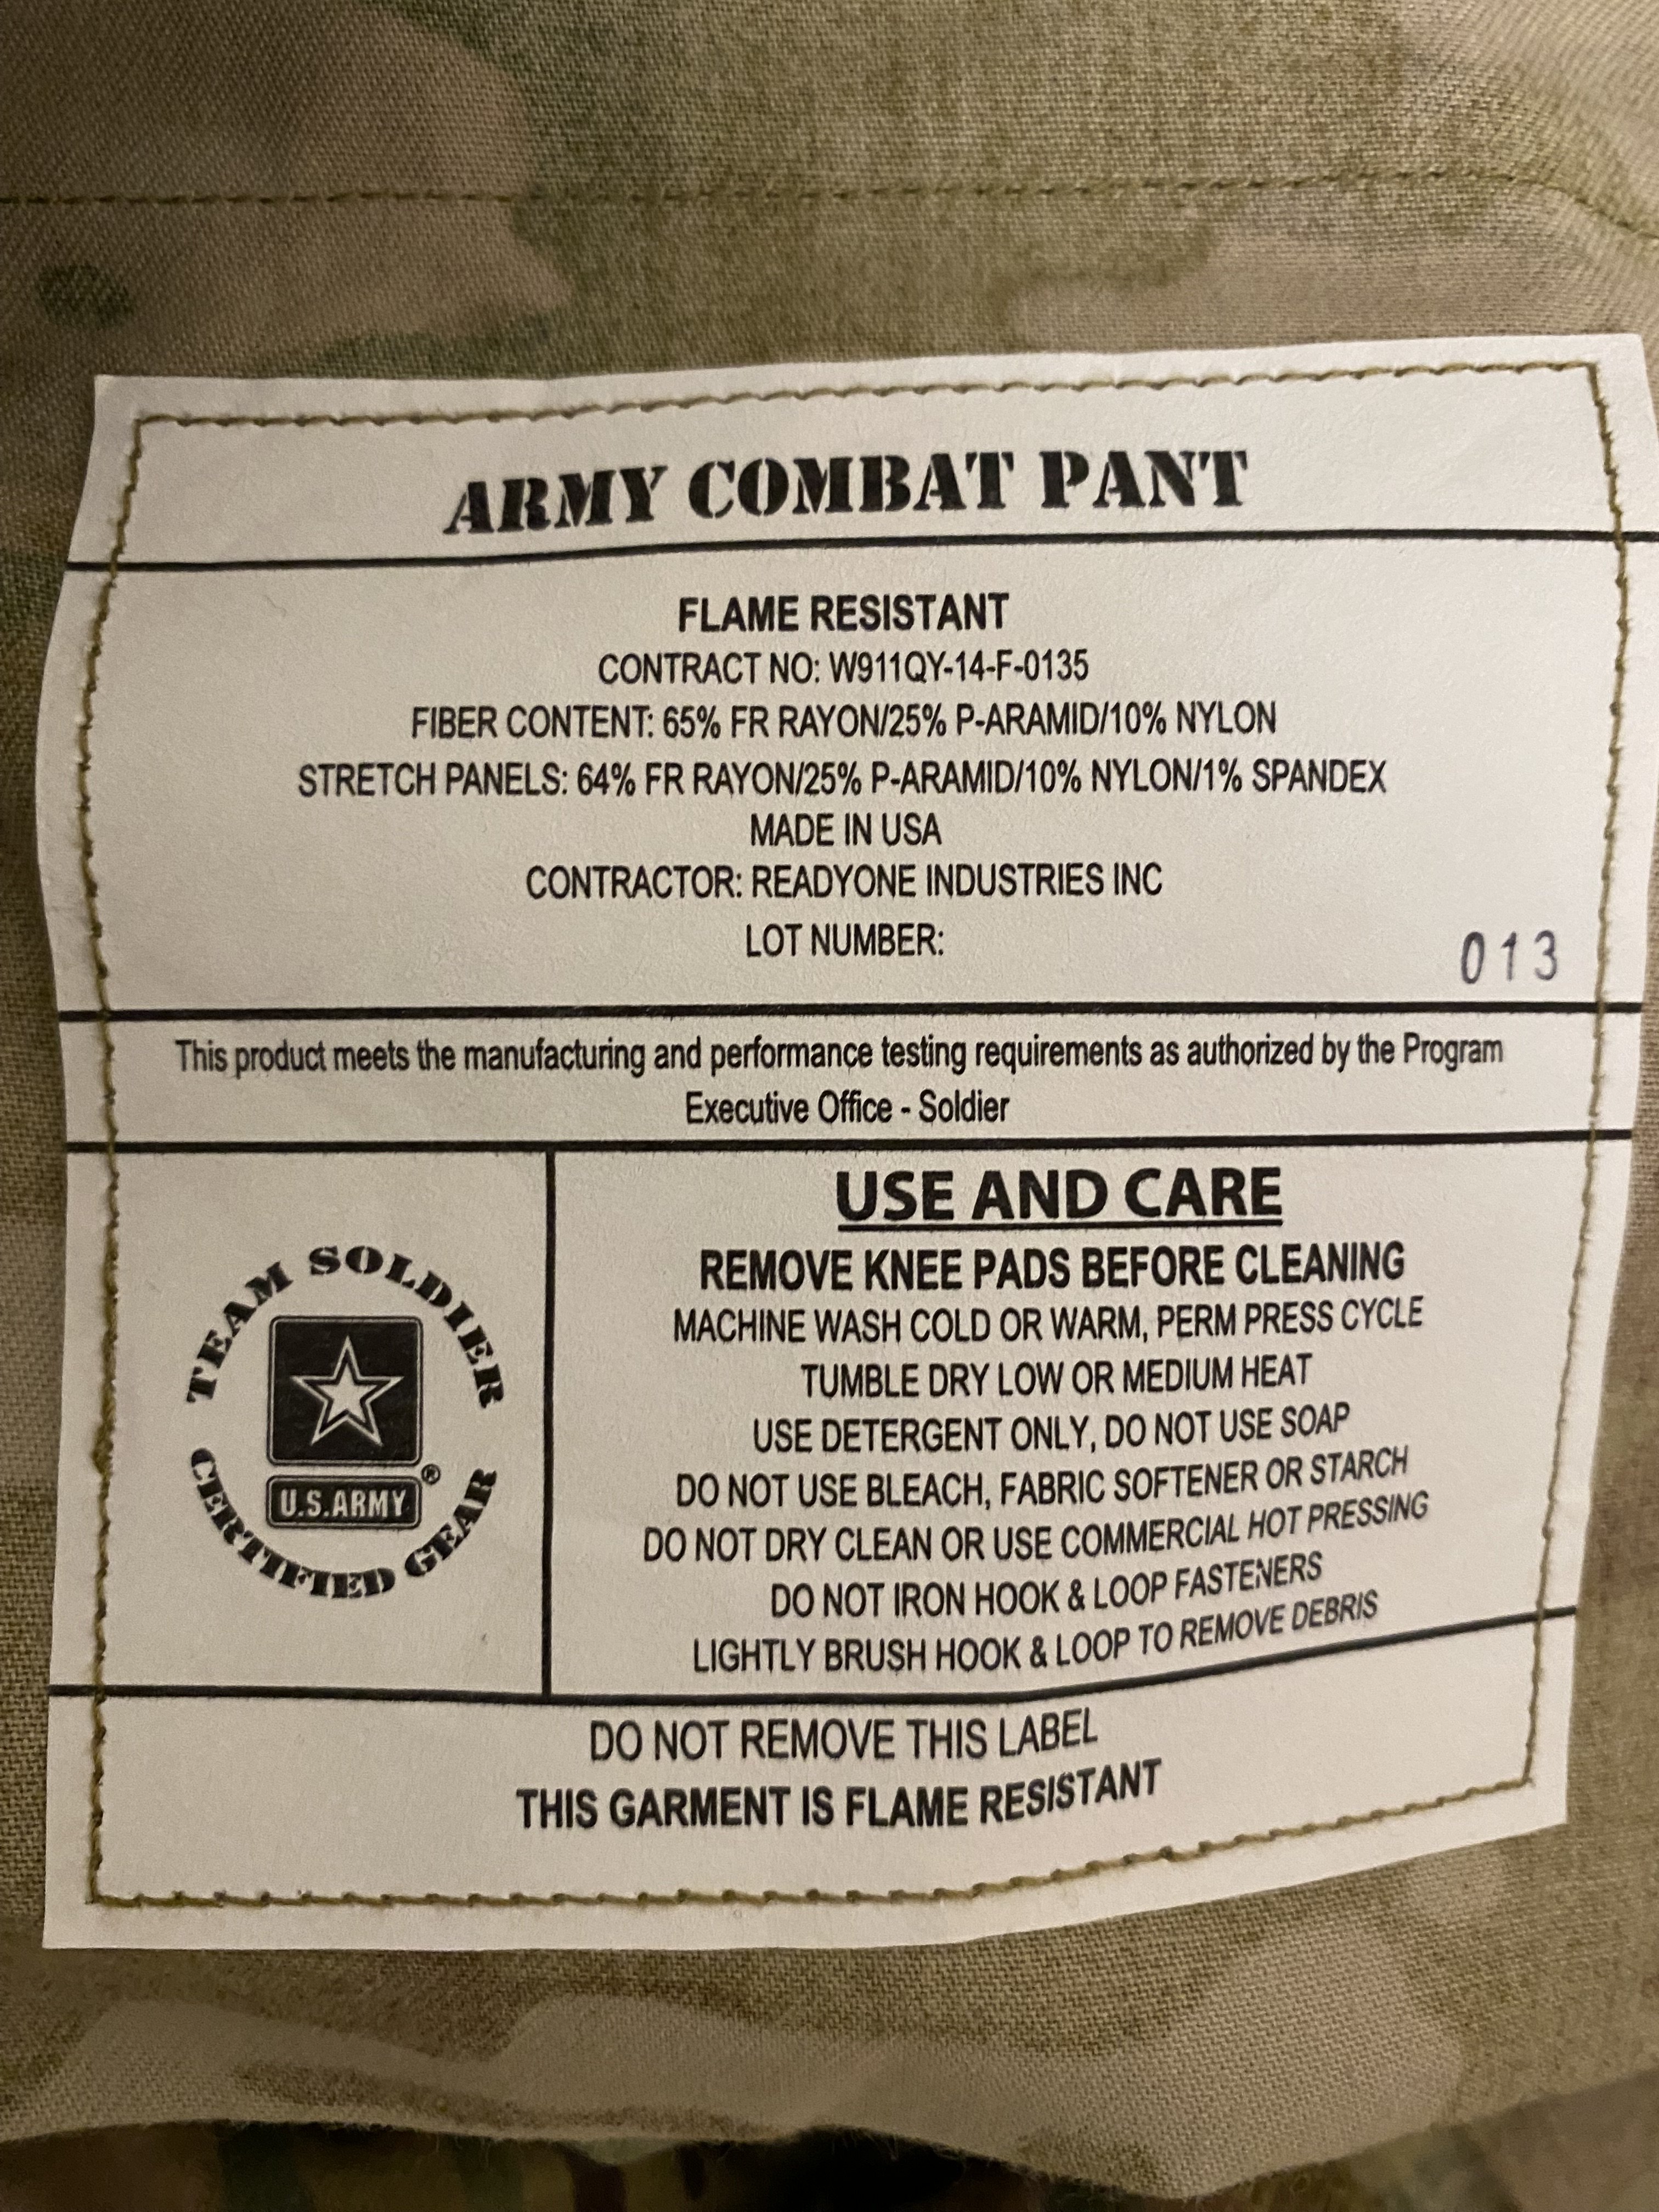 ARMY COMBAT PANT
FLAME RESISTANT
CONTRACT NO: W911QY-14-F-0135
FIBER CONTENT: 65% FR RAYON/25% P-ARAMID/10% NYLON
STRETCH PANELS: 64% FR RAYON/25% P-ARAMID/10% NYLON/1% SPANDEX
MADE IN USA
CONTRACTOR: READYONE INDUSTRIES INC
LOT NUMBER: 013
This product meets the manufacturing and performance testing requirements as authorized by the Program
Executive Office - Soldier
TEAM SOLDIER
U.S.ARMY ®
CERTIFIED GEAR
USE AND CARE
REMOVE KNEE PADS BEFORE CLEANING
MACHINE WASH COLD OR WARM, PERM PRESS CYCLE
TUMBLE DRY LOW OR MEDIUM HEAT
USE DETERGENT ONLY, DO NOT USE SOAP
DO NOT USE BLEACH, FABRIC SOFTENER OR STARCH
DO NOT DRY CLEAN OR USE COMMERCIAL HOT PRESSING
DO NOT IRON HOOK & LOOP FASTENERS
LIGHTLY BRUSH HOOK & LOOP TO REMOVE DEBRIS
DO NOT REMOVE THIS LABEL
THIS GARMENT IS FLAME RESISTANT